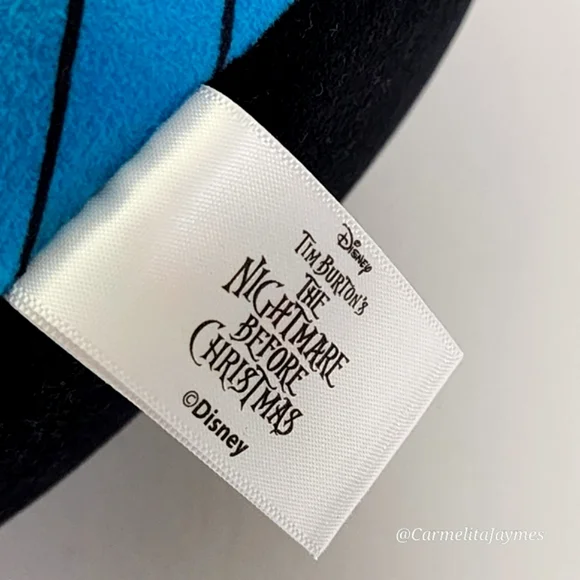 Disney
TIM BURTON'S
THE
NIGHTMARE
BEFORE
CHRISTMAS
©Disney
@CarmelitaJaymes